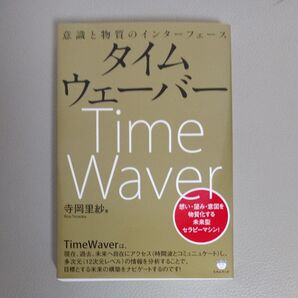 意識と物質のインターフェース
タイム
ウェーバー
Time
Waver
寺岡里紗 著
想い・望み・意図を
物質化する
未来型
セラピーマシン!
TimeWaverは、
現在、過去、未来へ自在にアクセス(時間波とコミュニケート)し、
多次元(12次元レベル)の情報を分析することで、
目標とする未来の構築をナビゲートするのです!